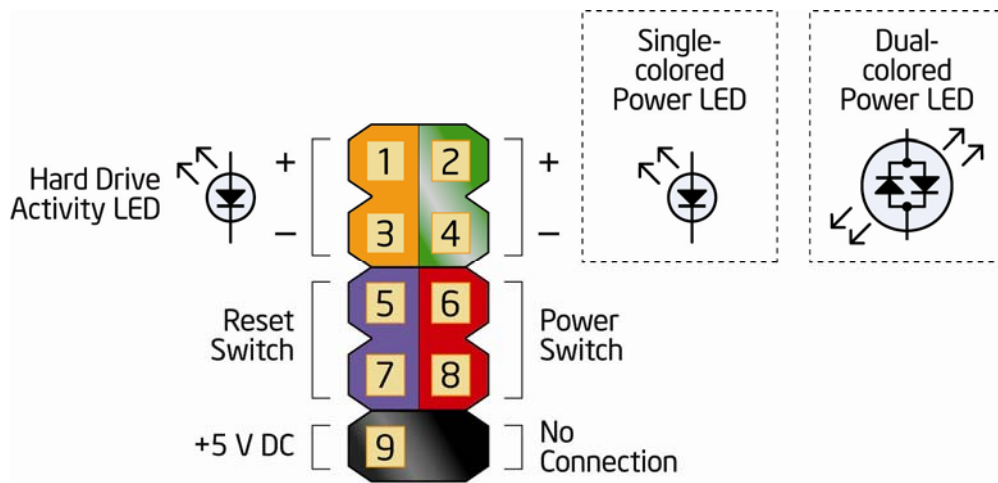 Single-
colored
Power LED
Dual-
colored
Power LED
Hard Drive
Activity LED
+
1
2
+
–
3
4
–
Reset
Switch
5
6
Power
Switch
7
8
+5 V DC
9
No
Connection